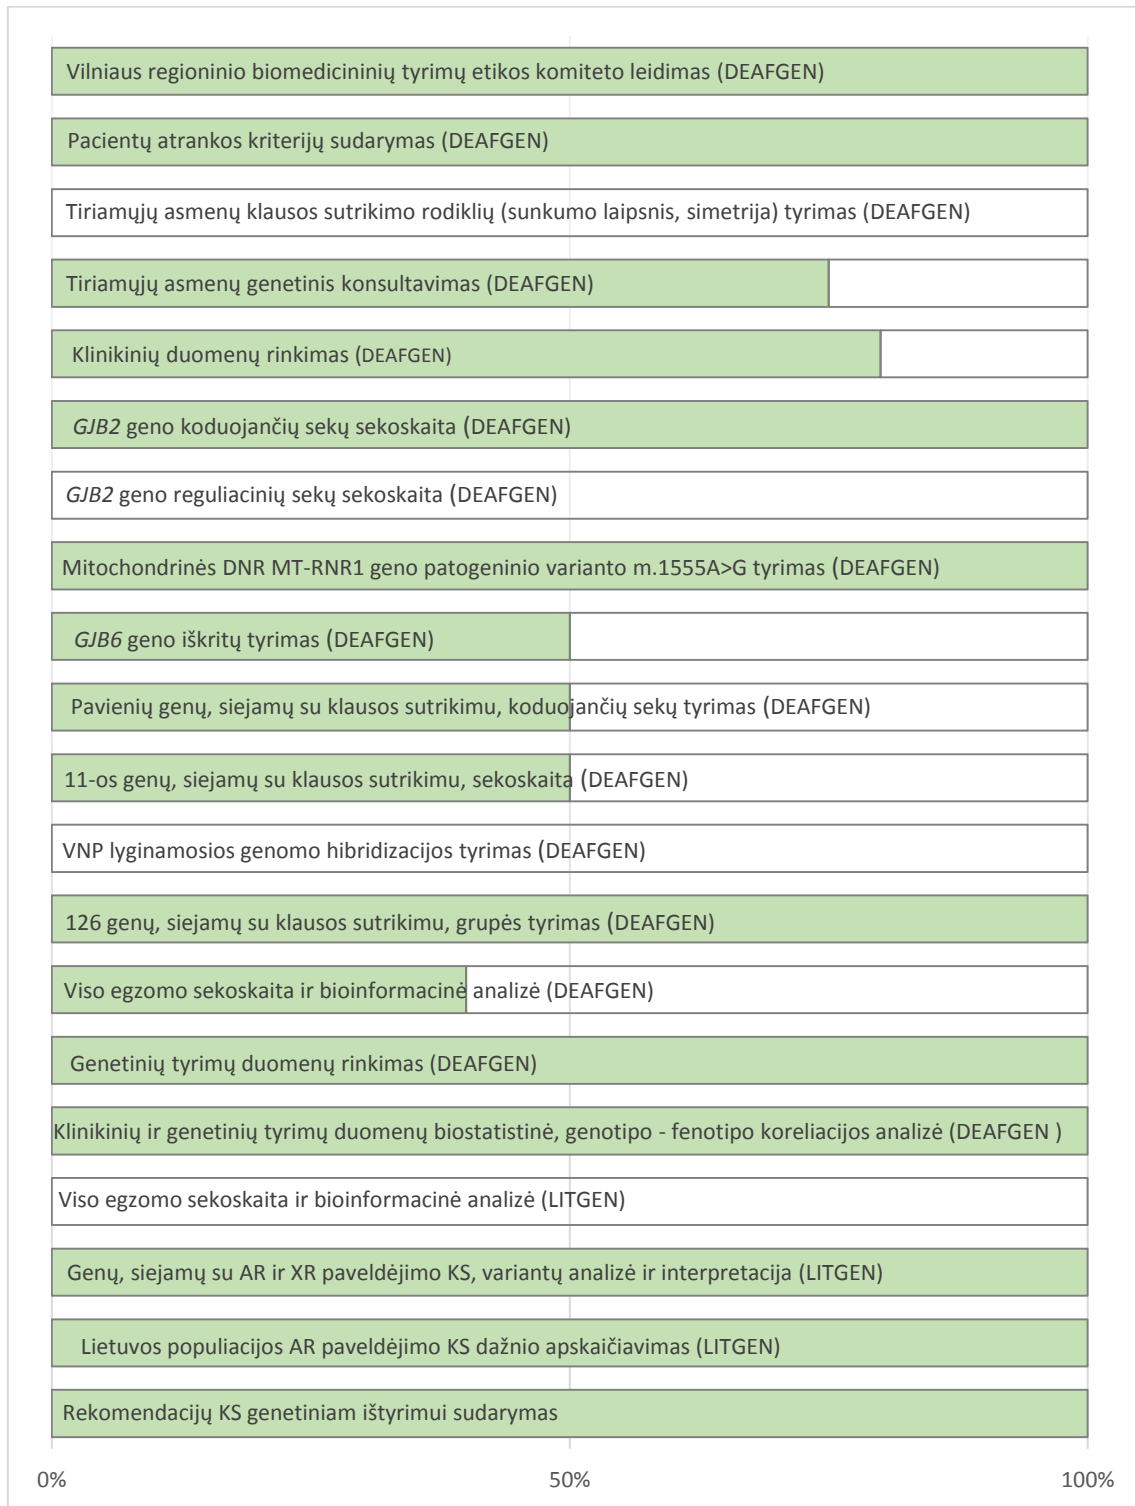 Vilniaus regioninio biomedicininių tyrimų etikos komiteto leidimas (DEAFGEN)
Pacientų atrankos kriterijų sudarymas (DEAFGEN)
Tiriamųjų asmenų klausos sutrikimo rodiklių (sunkumo laipsnis, simetrija) tyrimas (DEAFGEN)
Tiriamųjų asmenų genetinis konsultavimas (DEAFGEN)
Klinikinių duomenų rinkimas (DEAFGEN)
GJB2 geno koduojančių sekų sekoskaita (DEAFGEN)
GJB2 geno reguliacinių sekų sekoskaita (DEAFGEN)
Mitochondrinės DNR MT-RNR1 geno patogeninio varianto m.1555A>G tyrimas (DEAFGEN)
GJB6 geno iškritų tyrimas (DEAFGEN)
Pavienių genų, siejamų su klausos sutrikimu, koduojančių sekų tyrimas (DEAFGEN)
11-os genų, siejamų su klausos sutrikimu, sekoskaita (DEAFGEN)
VNP lyginamosios genomo hibridizacijos tyrimas (DEAFGEN)
126 genų, siejamų su klausos sutrikimu, grupės tyrimas (DEAFGEN)
Viso egzomo sekoskaita ir bioinformacinė analizė (DEAFGEN)
Genetinių tyrimų duomenų rinkimas (DEAFGEN)
Klinikinių ir genetinių tyrimų duomenų biostatistinė, genotipo - fenotipo koreliacijos analizė (DEAFGEN )
Viso egzomo sekoskaita ir bioinformacinė analizė (LITGEN)
Genų, siejamų su AR ir XR paveldėjimo KS, variantų analizė ir interpretacija (LITGEN)
Lietuvos populiacijos AR paveldėjimo KS dažnio apskaičiavimas (LITGEN)
Rekomendacijų KS genetiniam ištyrimui sudarymas
0% 50% 100%